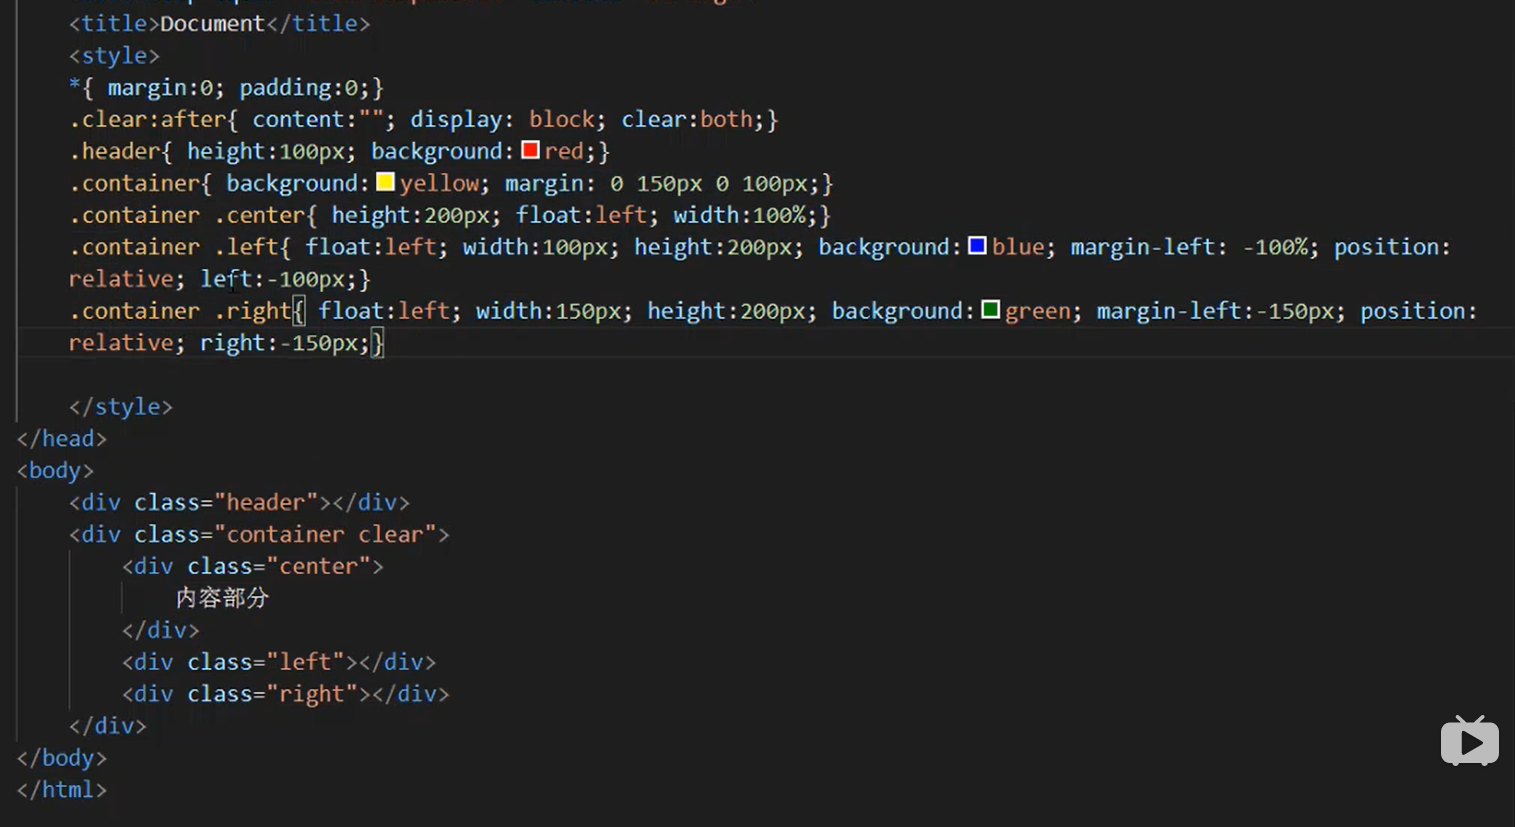 <title>Document</title>
<style>
*{ margin:0; padding:0;}
.clear:after{ content:""; display: block; clear:both;}
.header{ height:100px; background:red;}
.container{ background:yellow; margin: 0 150px 0 100px;}
.container .center{ height:200px; float:left; width:100%;}
.container .left{ float:left; width:100px; height:200px; background:blue; margin-left: -100%; position:
relative; left:-100px;}
.container .right{ float:left; width:150px; height:200px; background:green; margin-left:-150px; position:
relative; right:-150px;}
</style>
</head>
<body>
<div class="header"></div>
<div class="container clear">
<div class="center">
内容部分
</div>
<div class="left"></div>
<div class="right"></div>
</div>
</body>
</html>